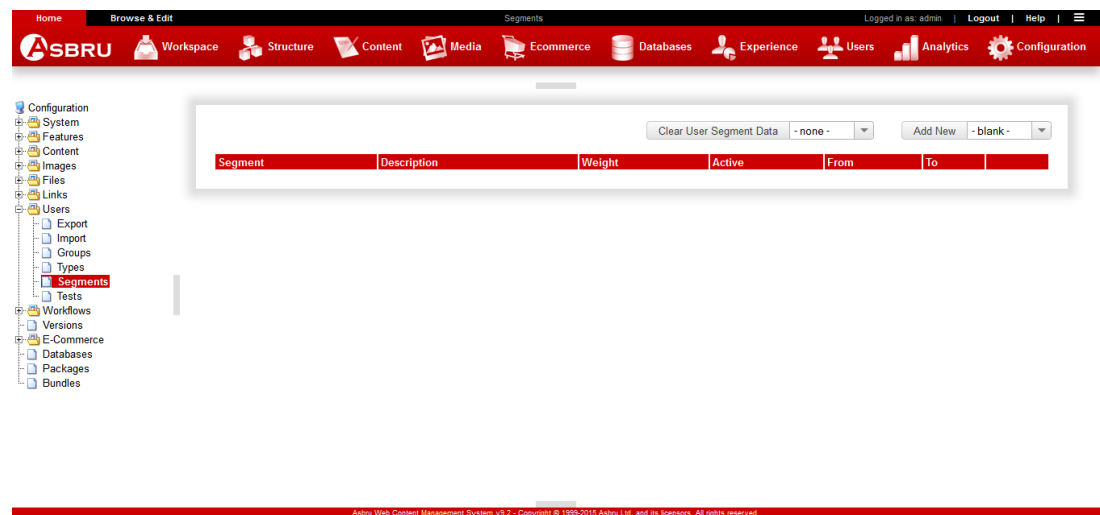 Home Browse & Edit Segments Logged in as: admin | Logout | Help | ☰
ASBRU Workspace Structure Content Media Ecommerce Databases Experience Users Analytics Configuration
Configuration
System
Features
Content
Images
Files
Links
Users
Export
Import
Groups
Types
Segments
Tests
Workflows
Versions
E-Commerce
Databases
Packages
Bundles
Clear User Segment Data - none - Add New - blank -
Segment Description Weight Active From To
Asbru Web Content Management System v9.2 - Copyright © 1999-2015 Asbru Ltd. and its licensors. All rights reserved.